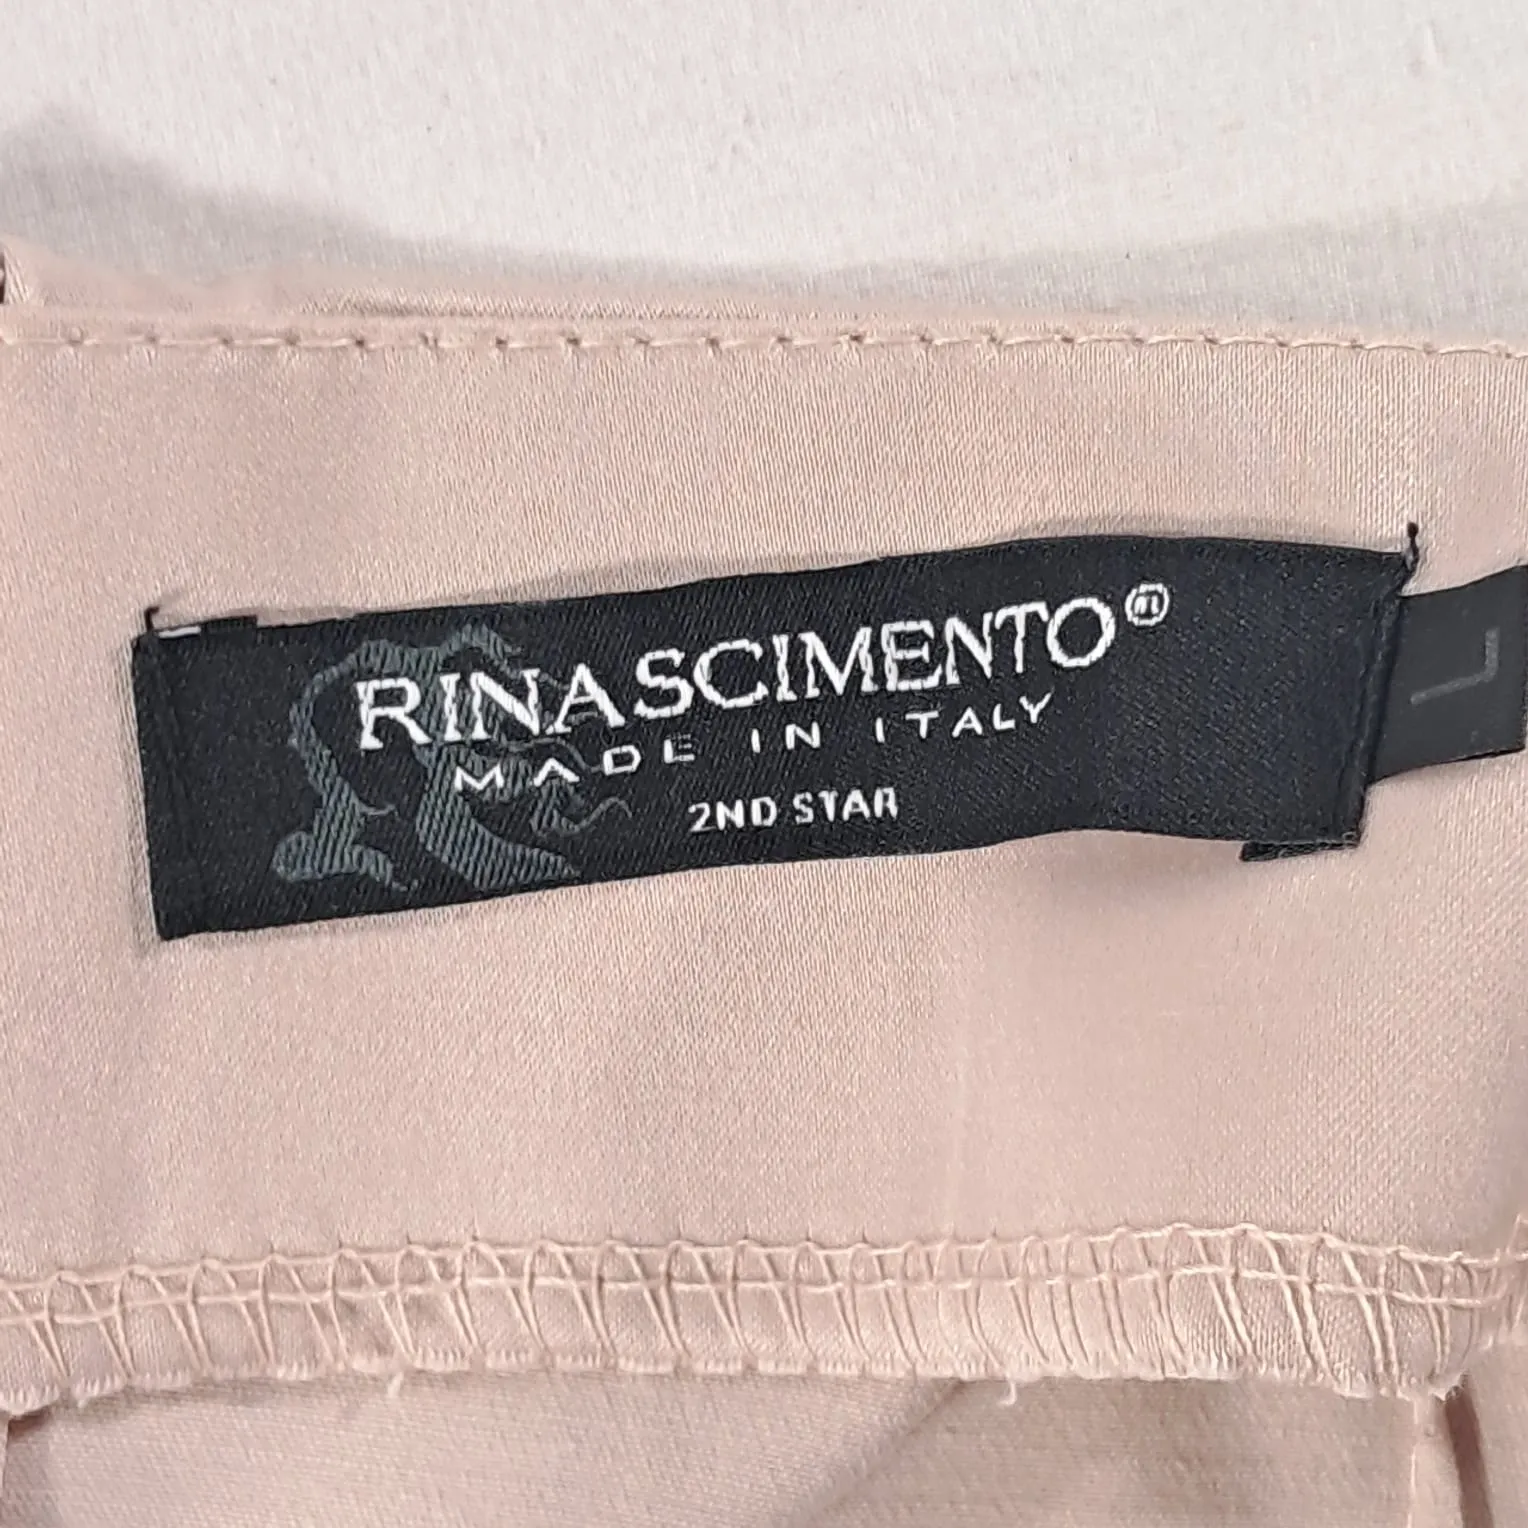 RINASCIMENTO®
MADE IN ITALY
2ND STAR
L